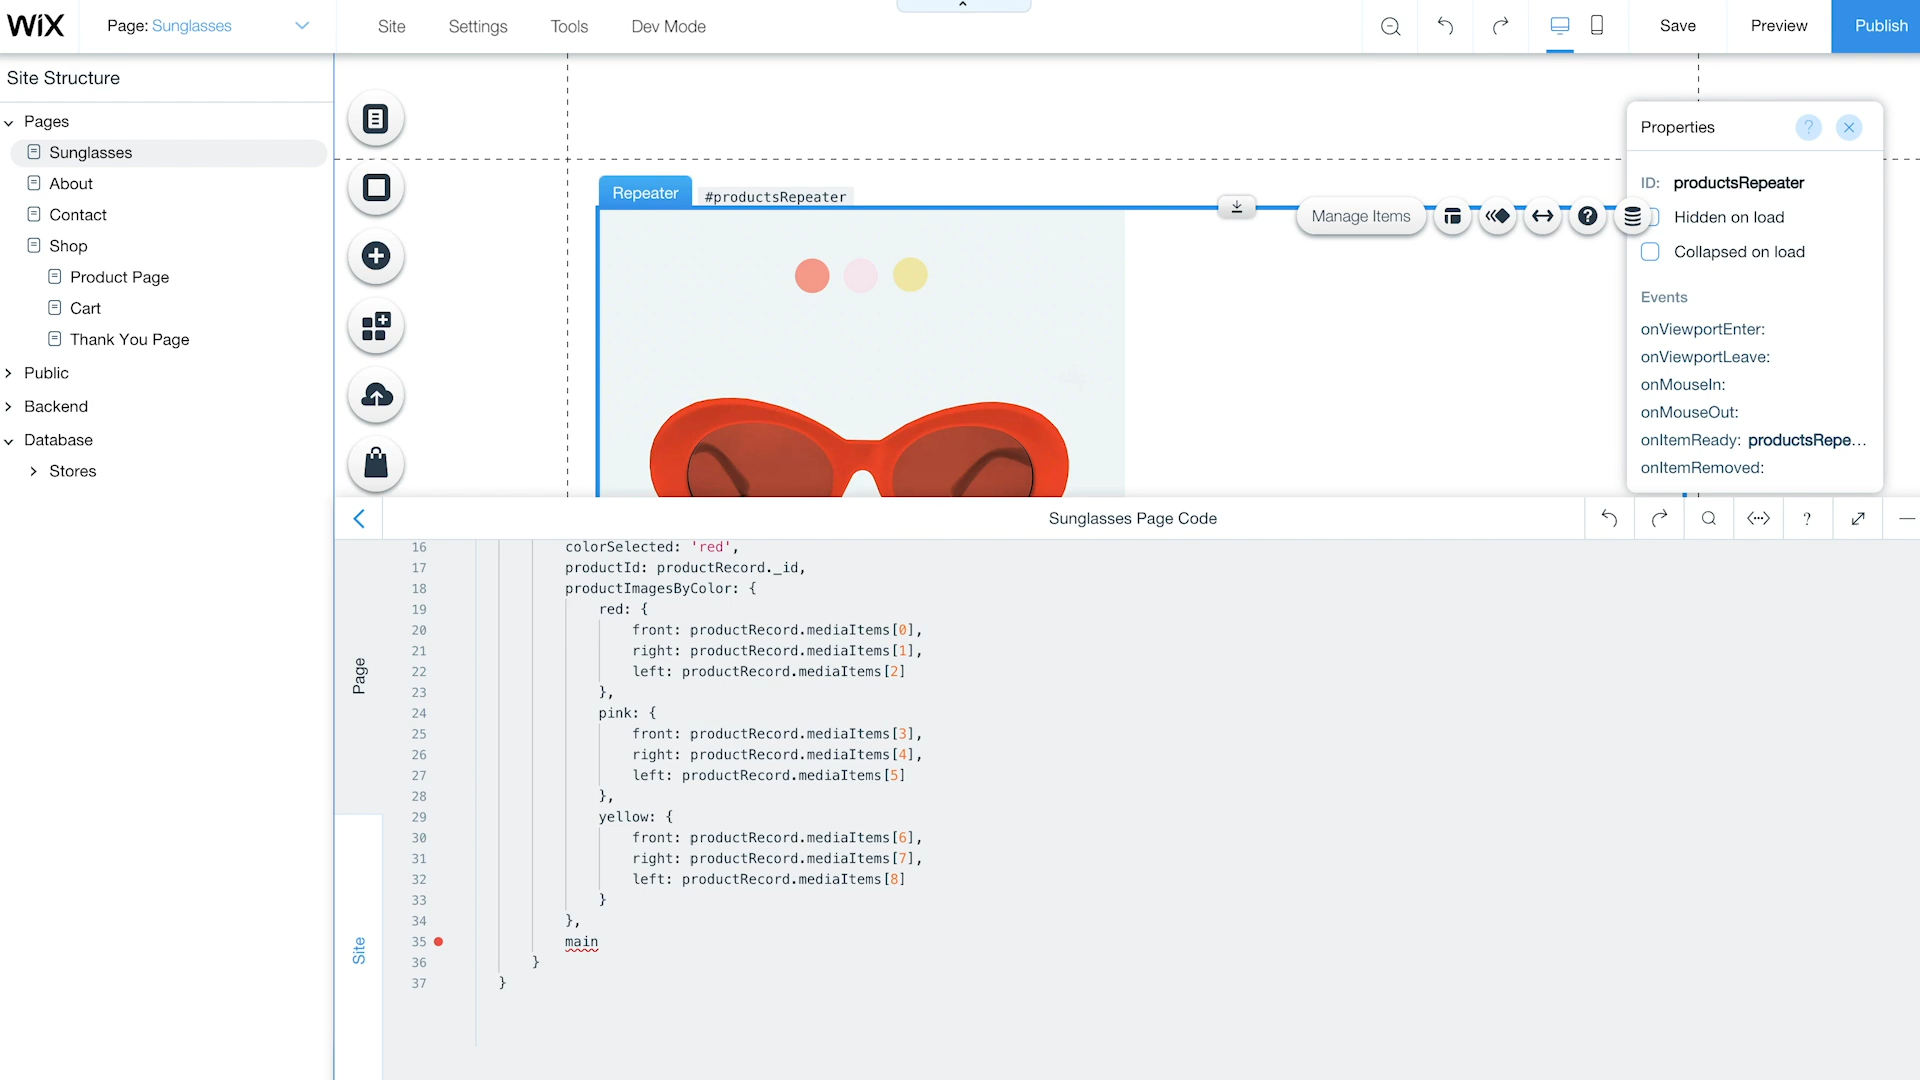 WiX
Page: Sunglasses
Site
Settings
Tools
Dev Mode
Save
Preview
Publish
Site Structure
Pages
Sunglasses
About
Contact
Shop
Product Page
Cart
Thank You Page
Public
Backend
Database
Stores
Repeater
#productsRepeater
Manage Items
?
Properties
?
ID: productsRepeater
Hidden on load
Collapsed on load
Events
onViewportEnter:
onViewportLeave:
onMouseIn:
onMouseOut:
onItemReady: productsRepe...
onItemRemoved:
Sunglasses Page Code
?
Page
Site
16 colorSelected: 'red',
17 productId: productRecord._id,
18 productImagesByColor: {
19 red: {
20 front: productRecord.mediaItems[0],
21 right: productRecord.mediaItems[1],
22 left: productRecord.mediaItems[2]
23 },
24 pink: {
25 front: productRecord.mediaItems[3],
26 right: productRecord.mediaItems[4],
27 left: productRecord.mediaItems[5]
28 },
29 yellow: {
30 front: productRecord.mediaItems[6],
31 right: productRecord.mediaItems[7],
32 left: productRecord.mediaItems[8]
33 }
34 },
35 main
36 }
37 }